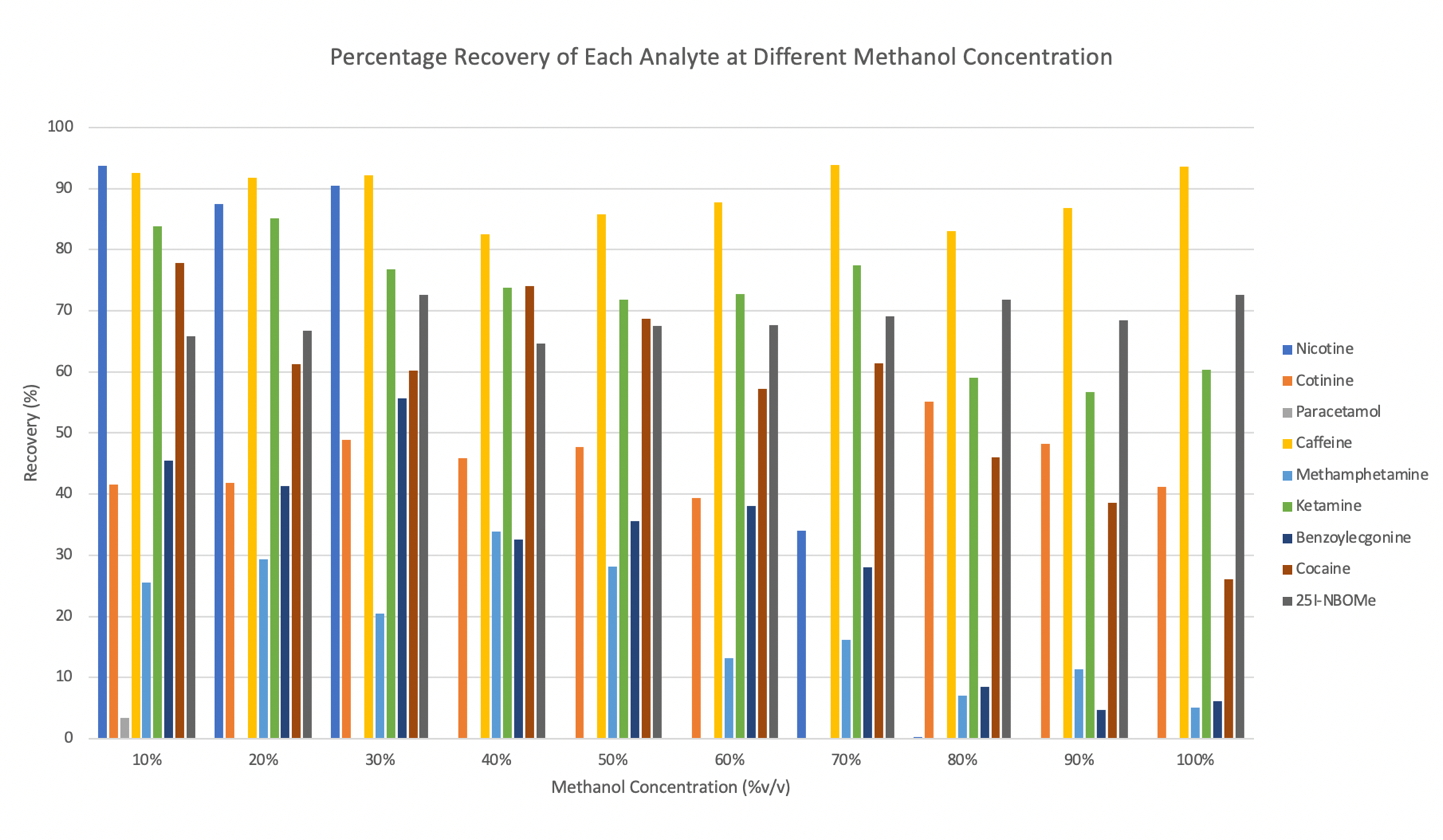 Percentage Recovery of Each Analyte at Different Methanol Concentration
100
90
80
70
60
50
40
30
20
10
0
Recovery (%)
10% 20% 30% 40% 50% 60% 70% 80% 90% 100%
Methanol Concentration (%v/v)
Nicotine
Cotinine
Paracetamol
Caffeine
Methamphetamine
Ketamine
Benzoylecgonine
Cocaine
25I-NBOMe